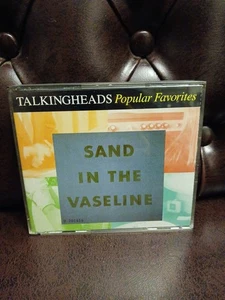 TALKINGHEADS Popular Favorites
SAND
IN THE
VASELINE